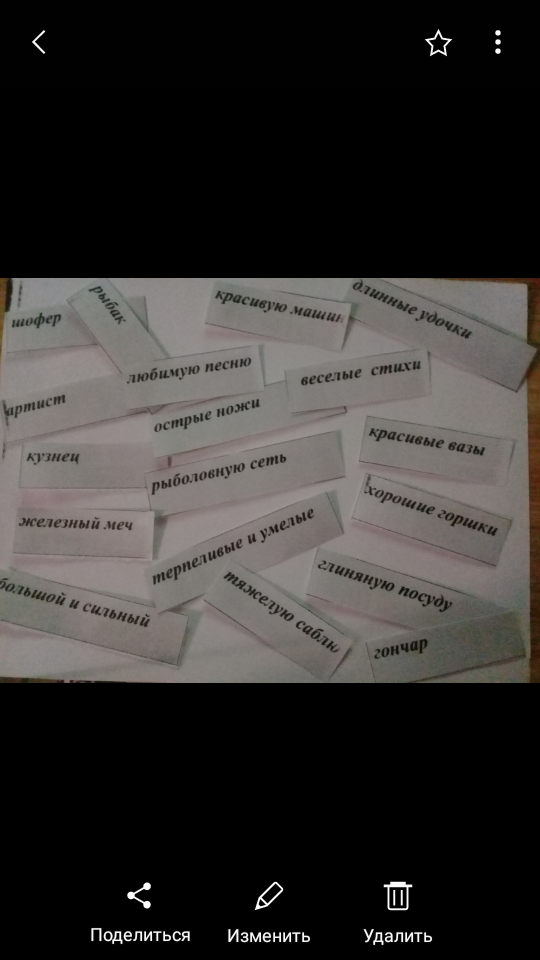 рыбак
красивую машин
длинные удочки
шофер
любимую песню
веселые стихи
артист
острые ножи
кузнец
рыболовную сеть
красивые вазы
железный меч
терпеливые и умелые
хорошие горшки
большой и сильный
тяжелую саблю
глиняную посуду
гончар
Поделиться
Изменить
Удалить